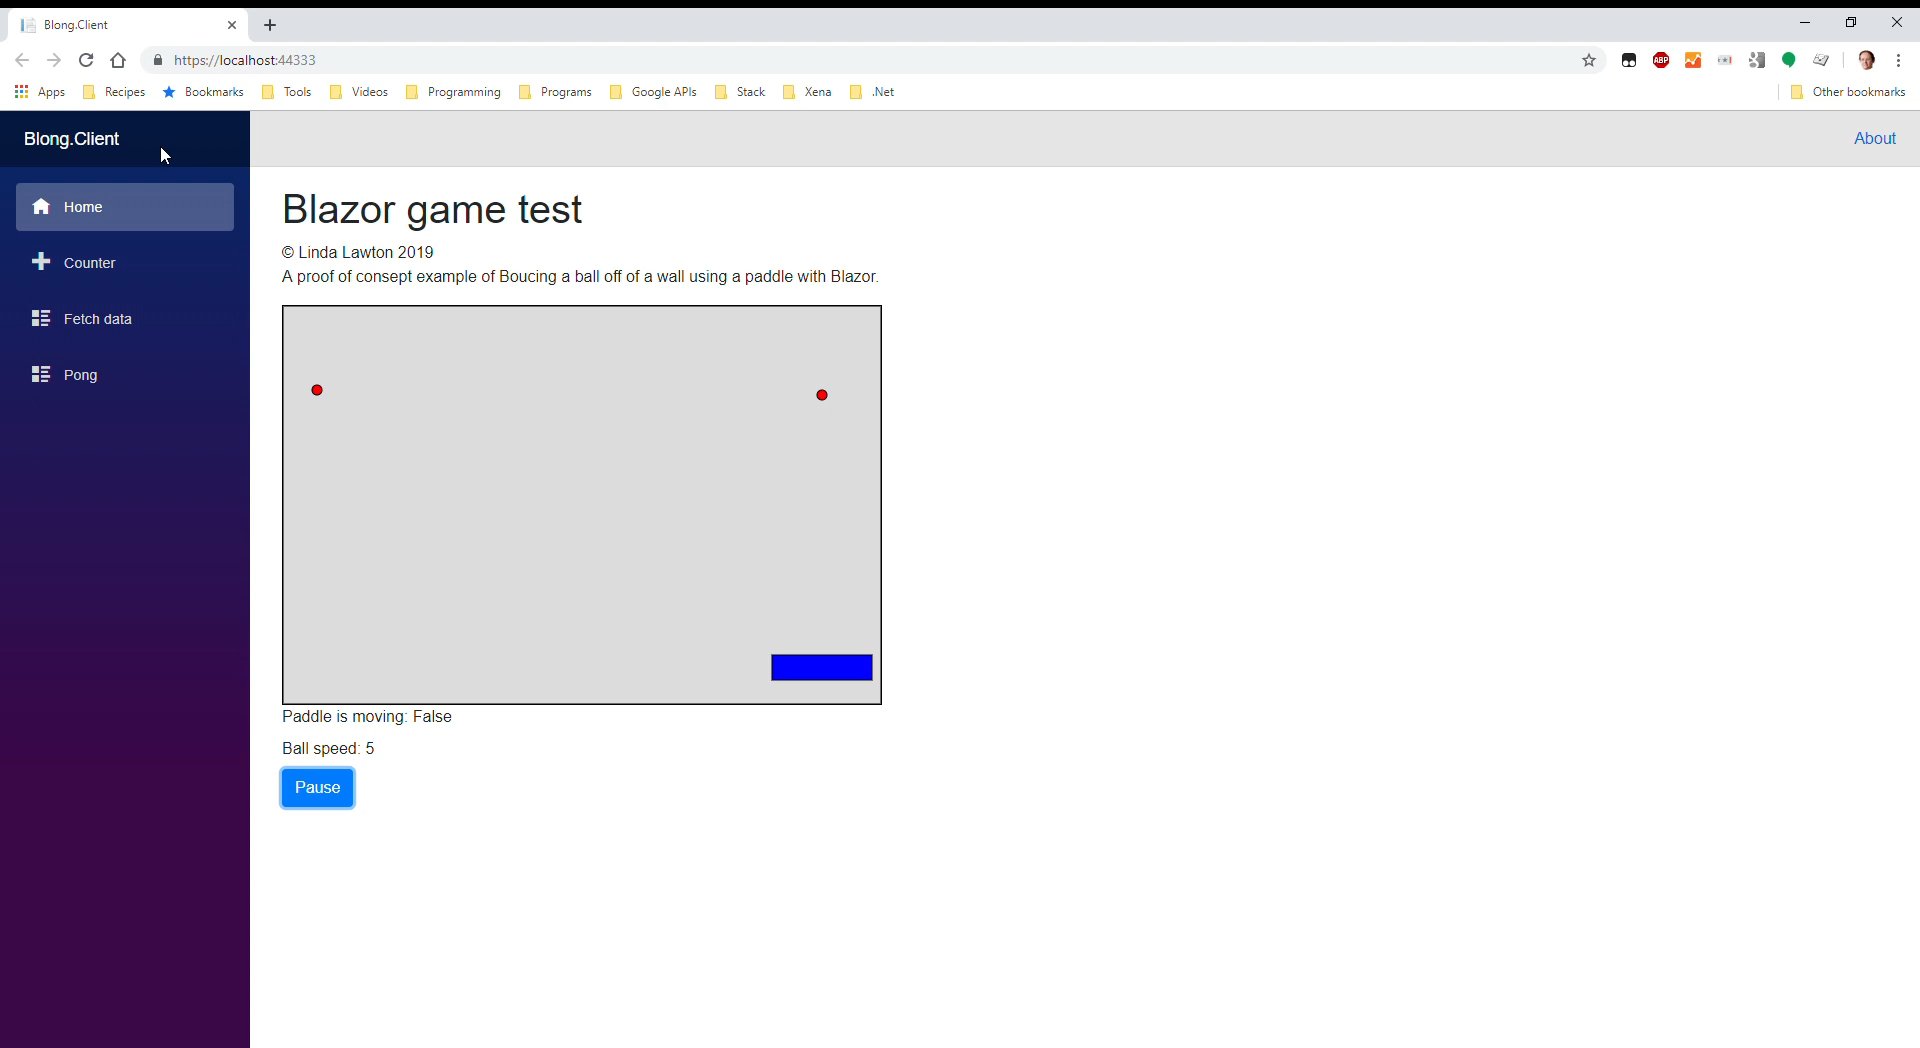 Blong.Client
https://localhost:44333
ABP
Apps Recipes Bookmarks Tools Videos Programming Programs Google APIs Stack Xena .Net Other bookmarks
Blong.Client
About
Home
Counter
Fetch data
Pong
Blazor game test
© Linda Lawton 2019
A proof of consept example of Boucing a ball off of a wall using a paddle with Blazor.
Paddle is moving: False
Ball speed: 5
Pause